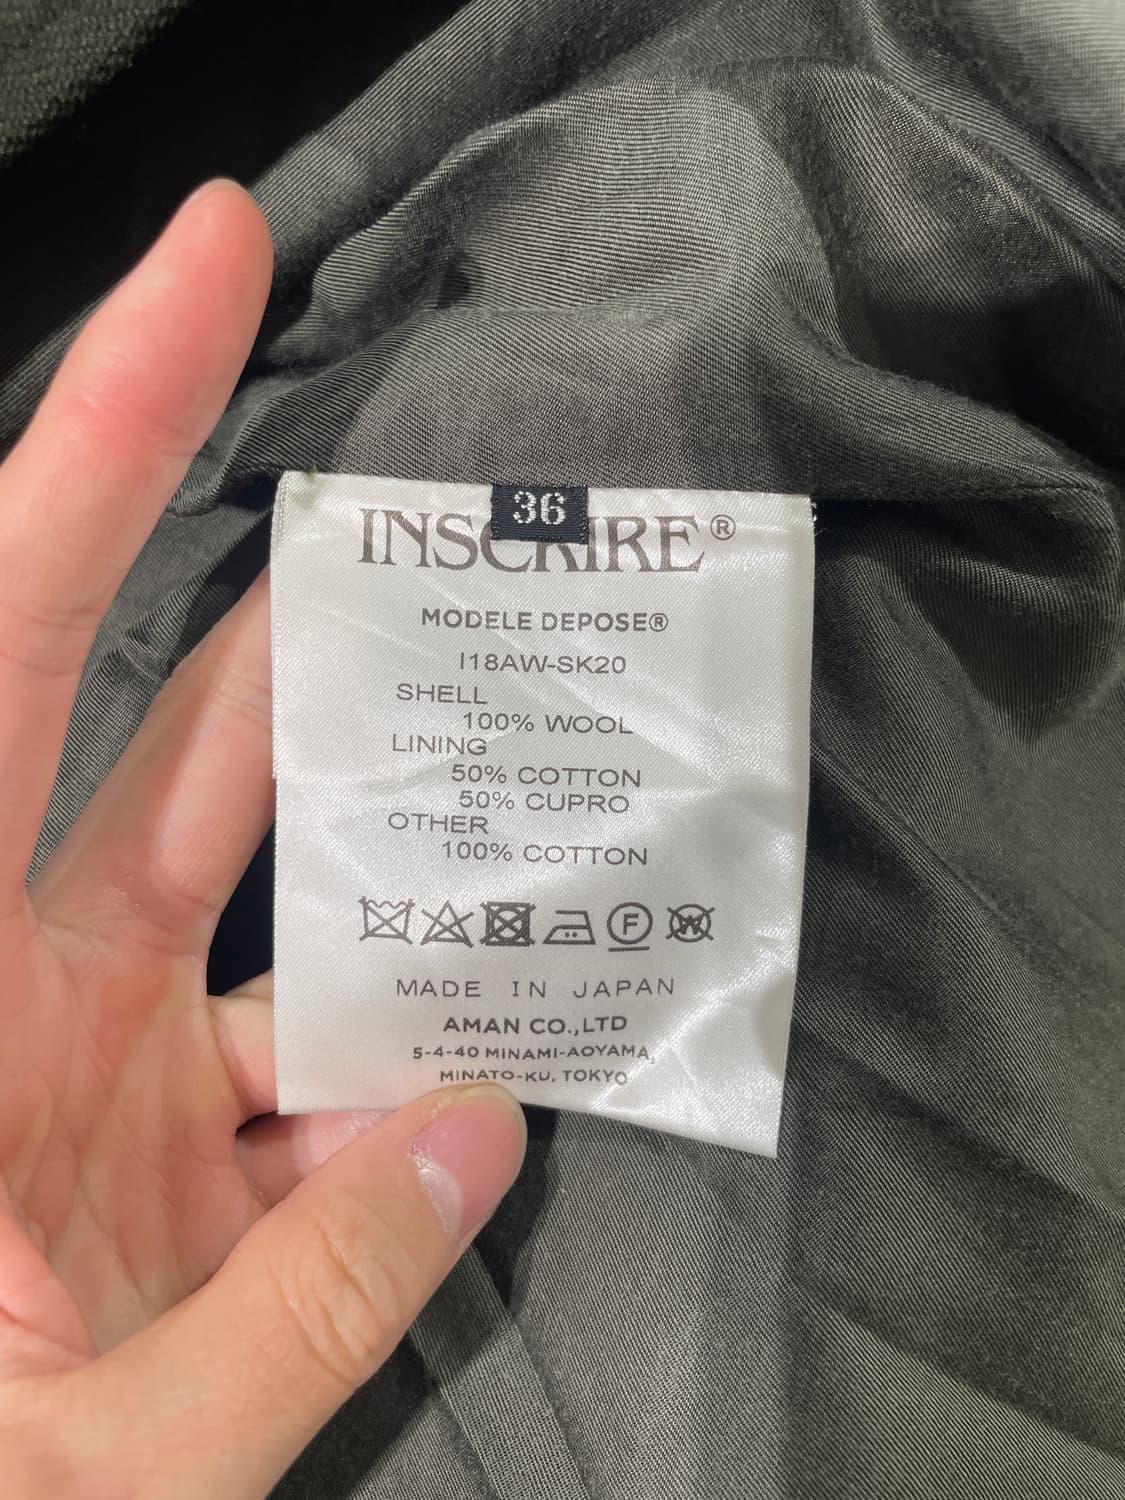 36
INSCRIRE®
MODELE DEPOSE®
I18AW-SK20
SHELL
100% WOOL
LINING
50% COTTON
50% CUPRO
OTHER
100% COTTON
F W
MADE IN JAPAN
AMAN CO.,LTD
5-4-40 MINAMI-AOYAMA,
MINATO-KU, TOKYO